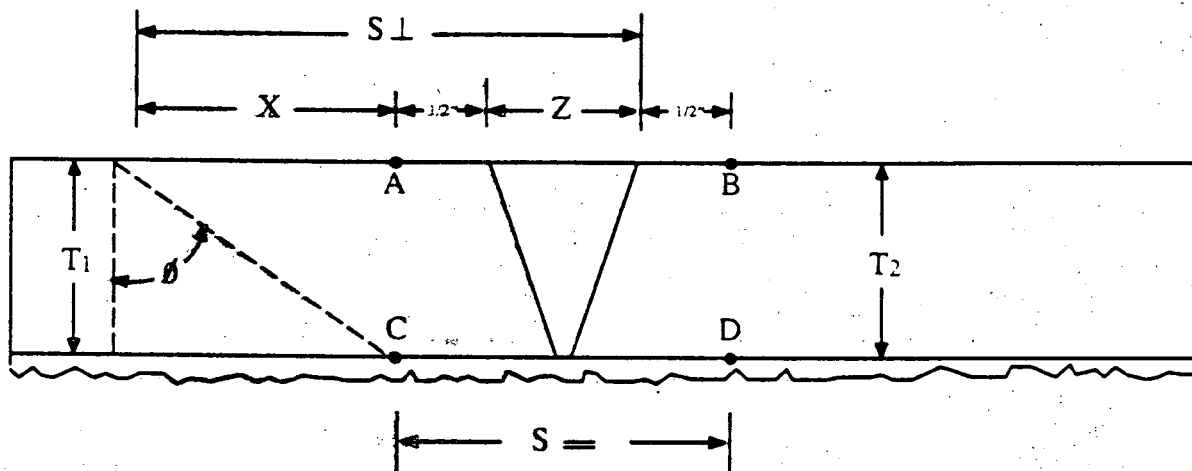 S ⊥
X 1/2" Z 1/2"
A B
T1 Ø T2
C D
S =